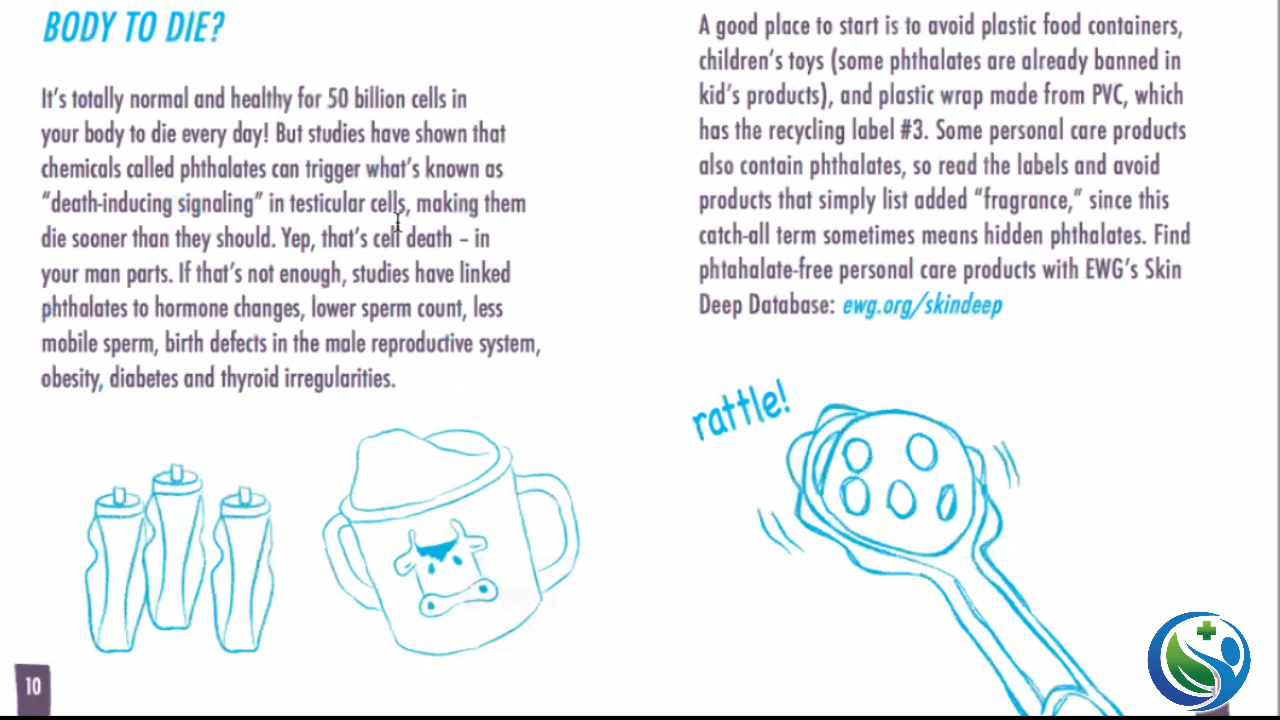 BODY TO DIE?
It's totally normal and healthy for 50 billion cells in
your body to die every day! But studies have shown that
chemicals called phthalates can trigger what's known as
“death-inducing signaling” in testicular cells, making them
die sooner than they should. Yep, that's cell death – in
your man parts. If that's not enough, studies have linked
phthalates to hormone changes, lower sperm count, less
mobile sperm, birth defects in the male reproductive system,
obesity, diabetes and thyroid irregularities.
10
A good place to start is to avoid plastic food containers,
children's toys (some phthalates are already banned in
kid's products), and plastic wrap made from PVC, which
has the recycling label #3. Some personal care products
also contain phthalates, so read the labels and avoid
products that simply list added “fragrance,” since this
catch-all term sometimes means hidden phthalates. Find
phtahalate-free personal care products with EWG's Skin
Deep Database: ewg.org/skindeep
rattle!